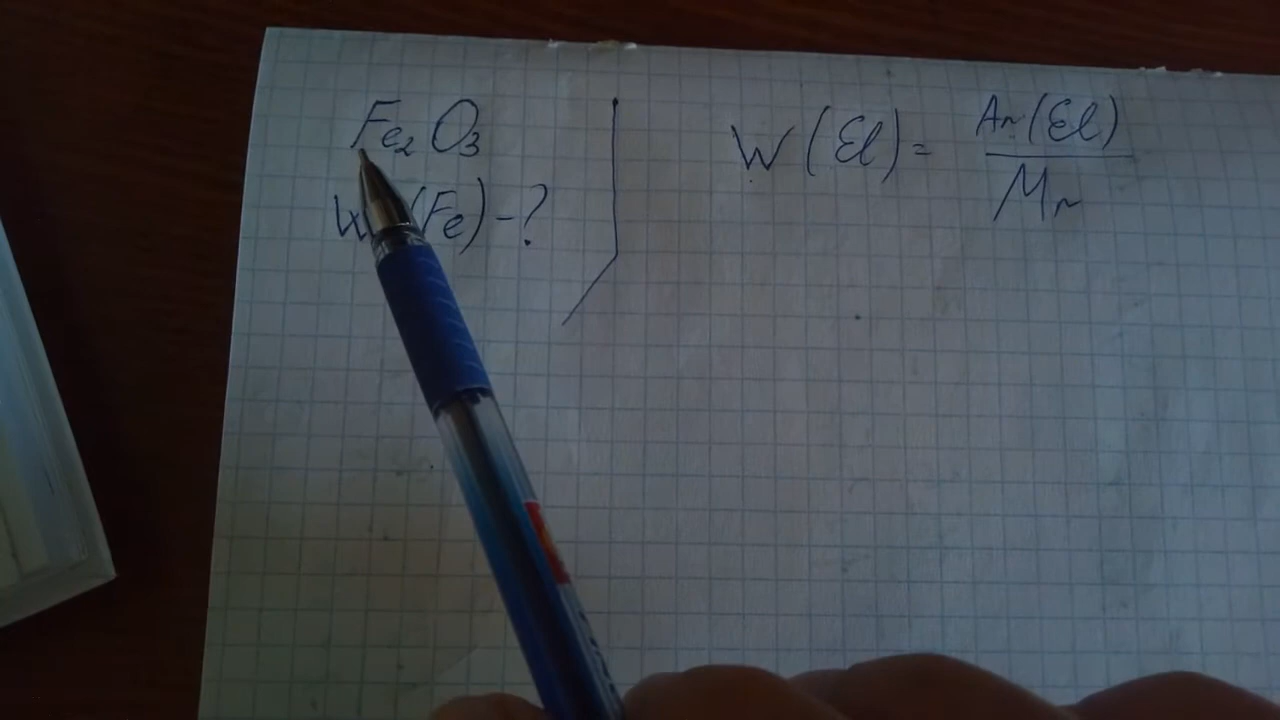 Fe₂O₃
W(Fe) - ?
W(El) = Ar(El) / Mr